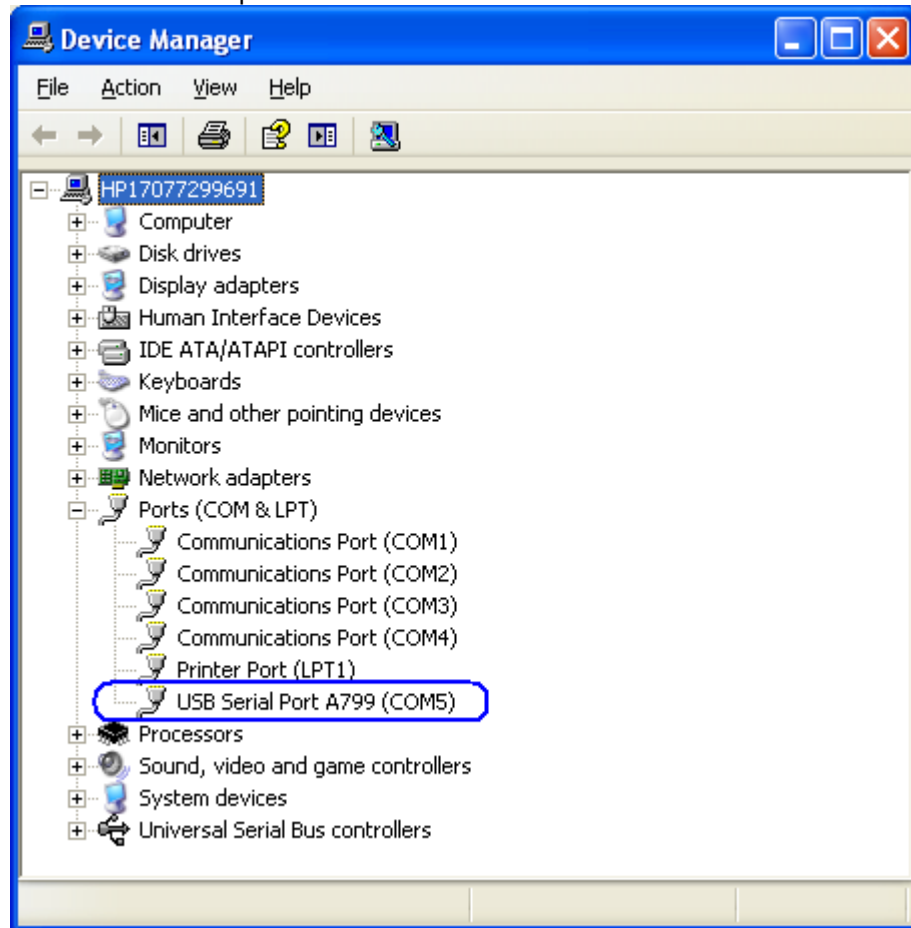 Device Manager
File Action View Help
HP17077299691
Computer
Disk drives
Display adapters
Human Interface Devices
IDE ATA/ATAPI controllers
Keyboards
Mice and other pointing devices
Monitors
Network adapters
Ports (COM & LPT)
Communications Port (COM1)
Communications Port (COM2)
Communications Port (COM3)
Communications Port (COM4)
Printer Port (LPT1)
USB Serial Port A799 (COM5)
Processors
Sound, video and game controllers
System devices
Universal Serial Bus controllers